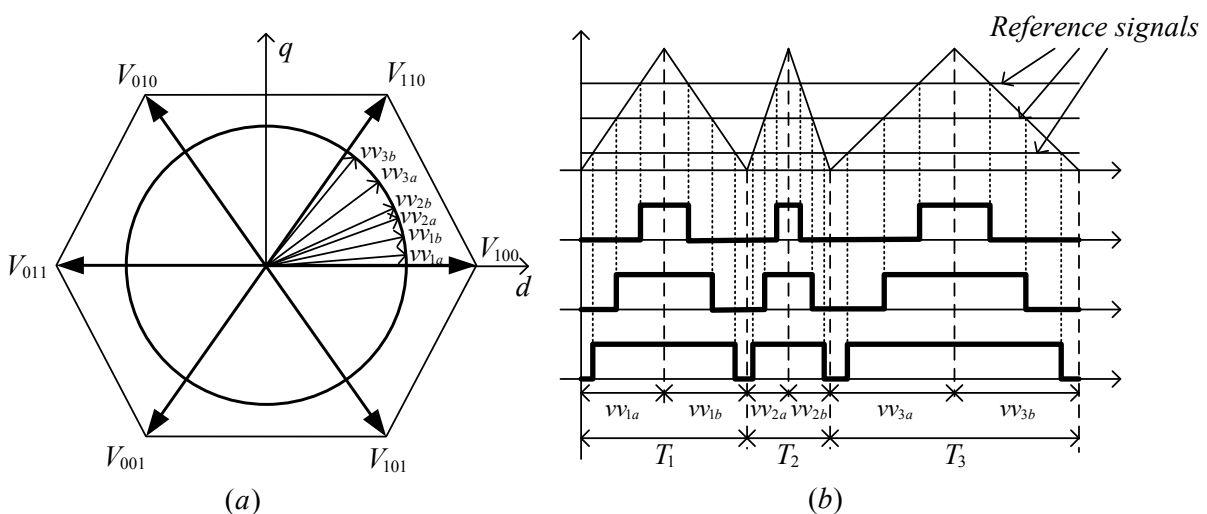 q
V010
V110
vv3b
vv3a
vv2b
vv2a
vv1b
vv1a
V011
V100
d
V001
V101
(a)
Reference signals
vv1a
vv1b
vv2a
vv2b
vv3a
vv3b
T1
T2
T3
(b)